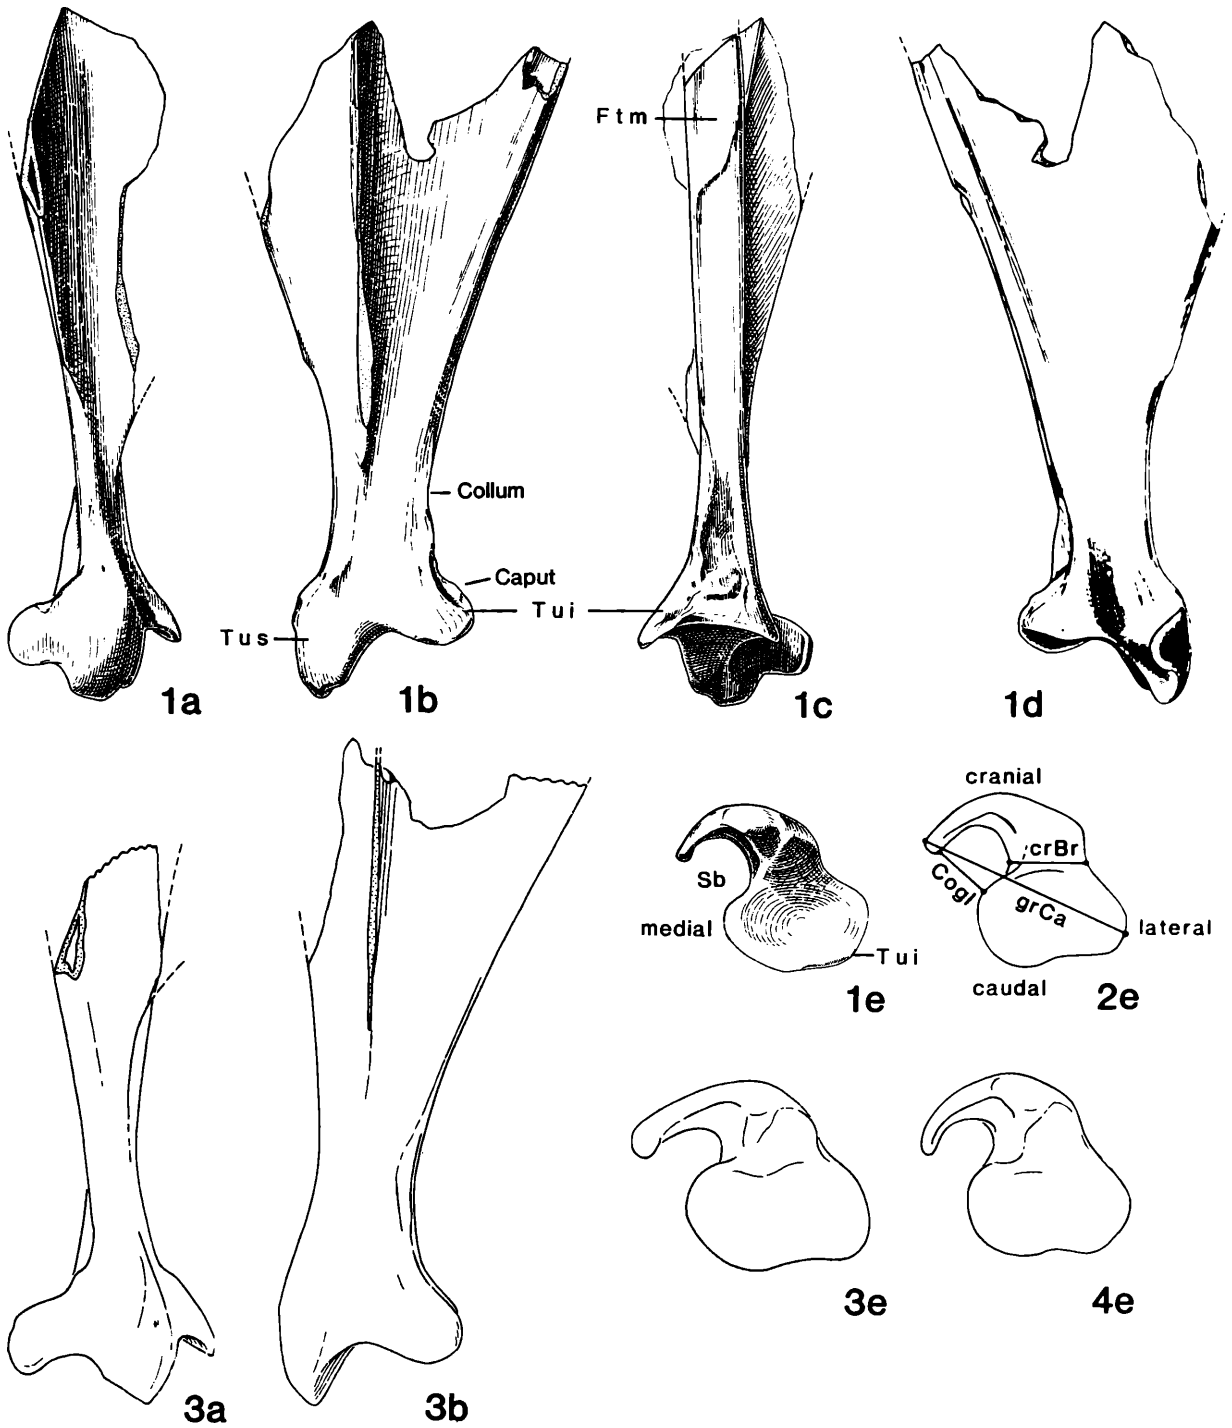 Ftm
Collum
Caput
Tui
Tus
1a
1b
1c
1d
cranial
crBr
Sb
Cogl
grCa
medial
lateral
Tui
caudal
1e
2e
3e
4e
3a
3b